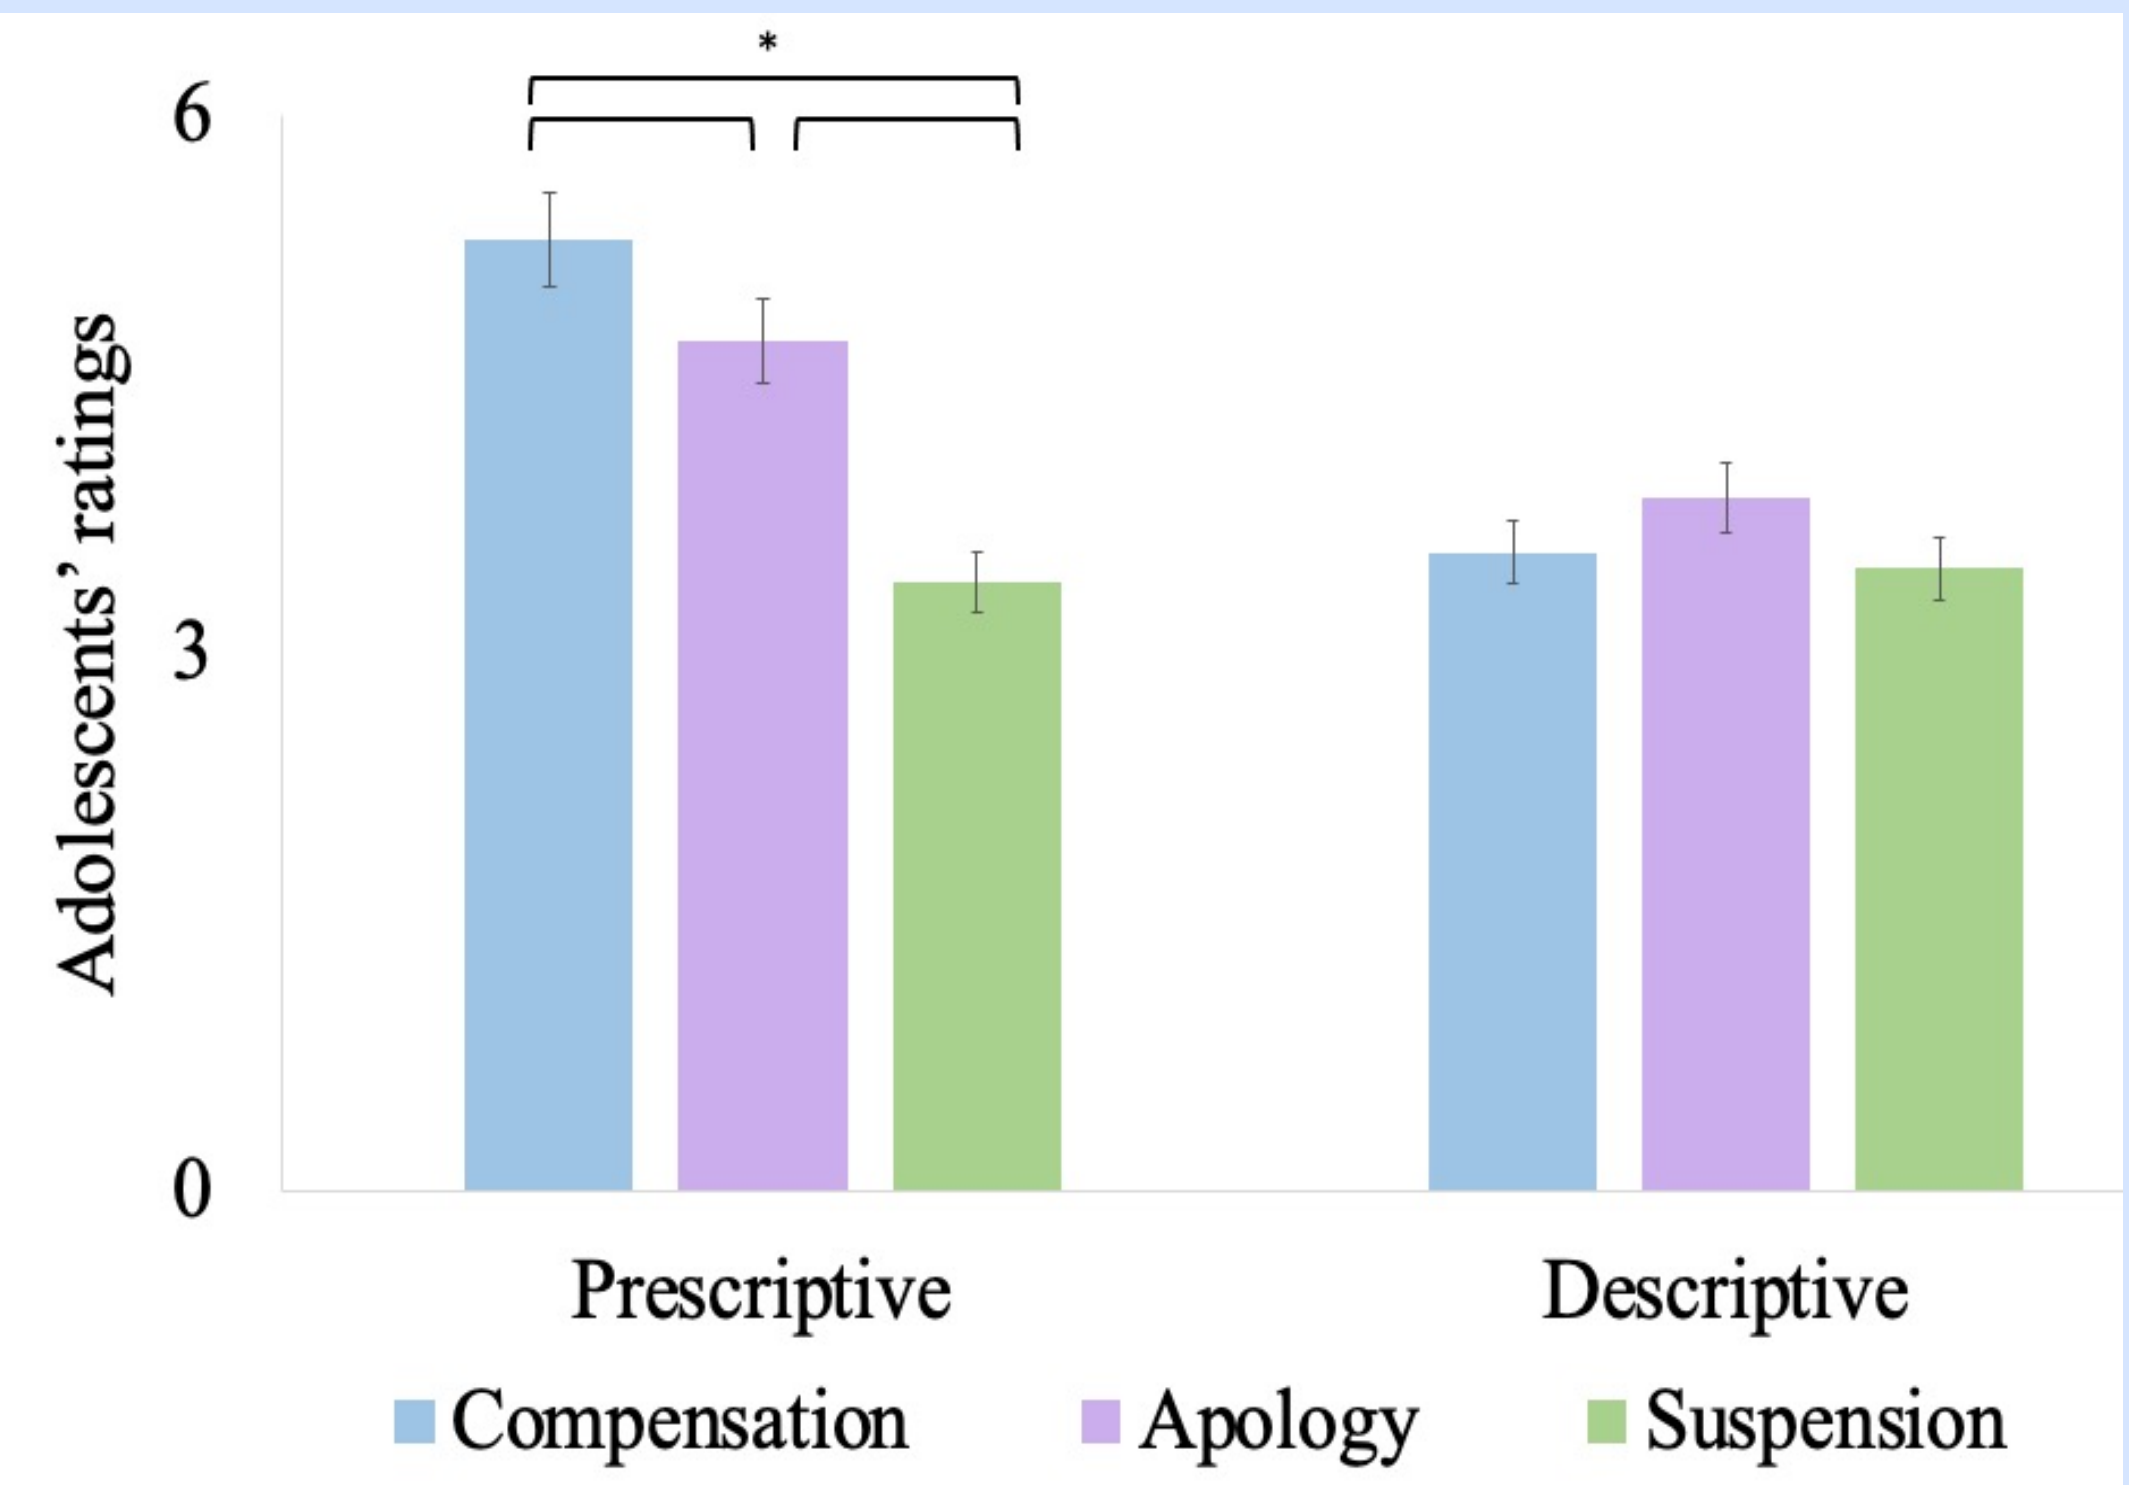 *
6
3
0
Adolescents’ ratings
Prescriptive
Descriptive
Compensation
Apology
Suspension